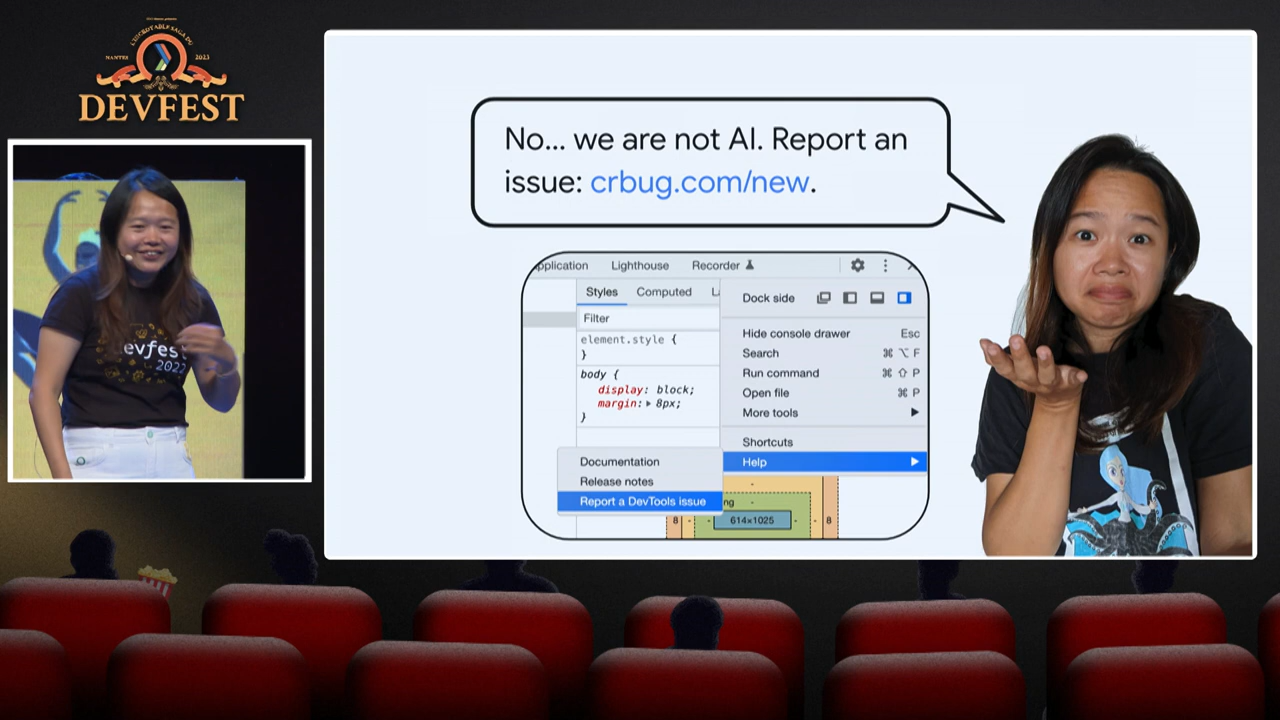 L'INCROYABLE SAGA DU
NANTES
2023
DEVFEST
devfest
2022
No... we are not AI. Report an
issue: crbug.com/new.
pplication Lighthouse Recorder
Styles Computed L
Filter
element.style {
}
body {
display: block;
margin: 8px;
}
Dock side
Hide console drawer Esc
Search ⌘ ⌥ F
Run command ⌘ ⇧ P
Open file ⌘ P
More tools
Shortcuts
Help
Documentation
Release notes
Report a DevTools issue
ng -
8 - - 614×1025 - - 8